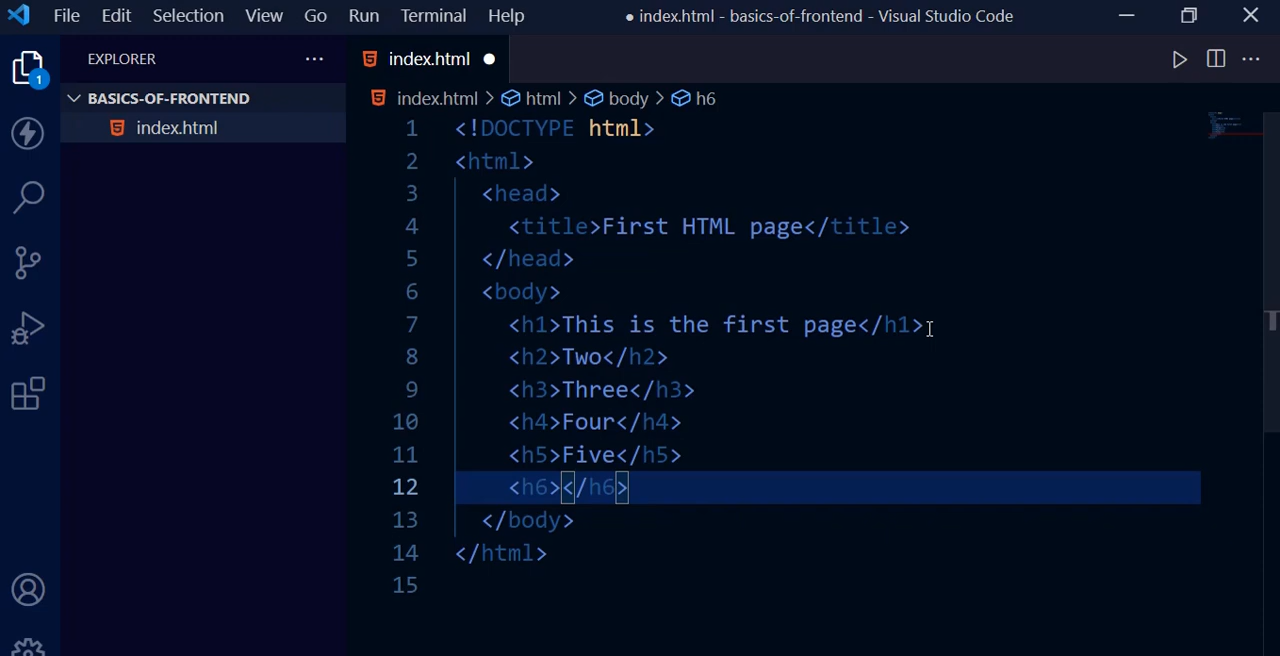 File Edit Selection View Go Run Terminal Help ● index.html - basics-of-frontend - Visual Studio Code
EXPLORER
index.html
BASICS-OF-FRONTEND
index.html
1
index.html > html > body > h6
1 <!DOCTYPE html>
2 <html>
3 <head>
4 <title>First HTML page</title>
5 </head>
6 <body>
7 <h1>This is the first page</h1>
8 <h2>Two</h2>
9 <h3>Three</h3>
10 <h4>Four</h4>
11 <h5>Five</h5>
12 <h6></h6>
13 </body>
14 </html>
15